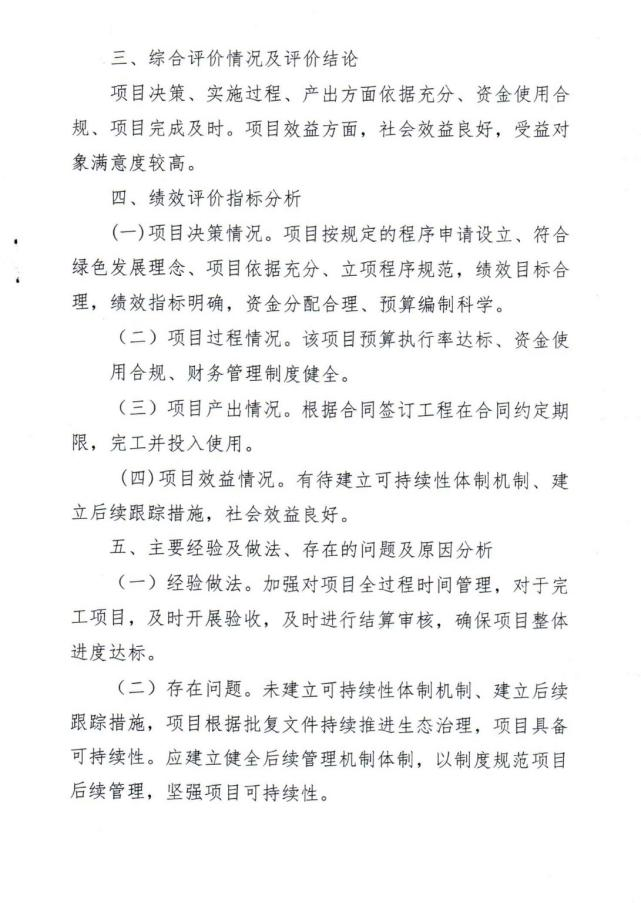 三、综合评价情况及评价结论
项目决策、实施过程、产出方面依据充分、资金使用合
规、项目完成及时。项目效益方面，社会效益良好，受益对
象满意度较高。
四、绩效评价指标分析
(一)项目决策情况。项目按规定的程序申请设立、符合
绿色发展理念、项目依据充分、立项程序规范，绩效目标合
理，绩效指标明确，资金分配合理、预算编制科学。
（二）项目过程情况。该项目预算执行率达标、资金使
用合规、财务管理制度健全。
（三）项目产出情况。根据合同签订工程在合同约定期
限，完工并投入使用。
(四)项目效益情况。有待建立可持续性体制机制、建
立后续跟踪措施，社会效益良好。
五、主要经验及做法、存在的问题及原因分析
（一）经验做法。加强对项目全过程时间管理，对于完
工项目，及时开展验收，及时进行结算审核，确保项目整体
进度达标。
（二）存在问题。未建立可持续性体制机制、建立后续
跟踪措施，项目根据批复文件持续推进生态治理，项目具备
可持续性。应建立健全后续管理机制体制，以制度规范项目
后续管理，坚强项目可持续性。